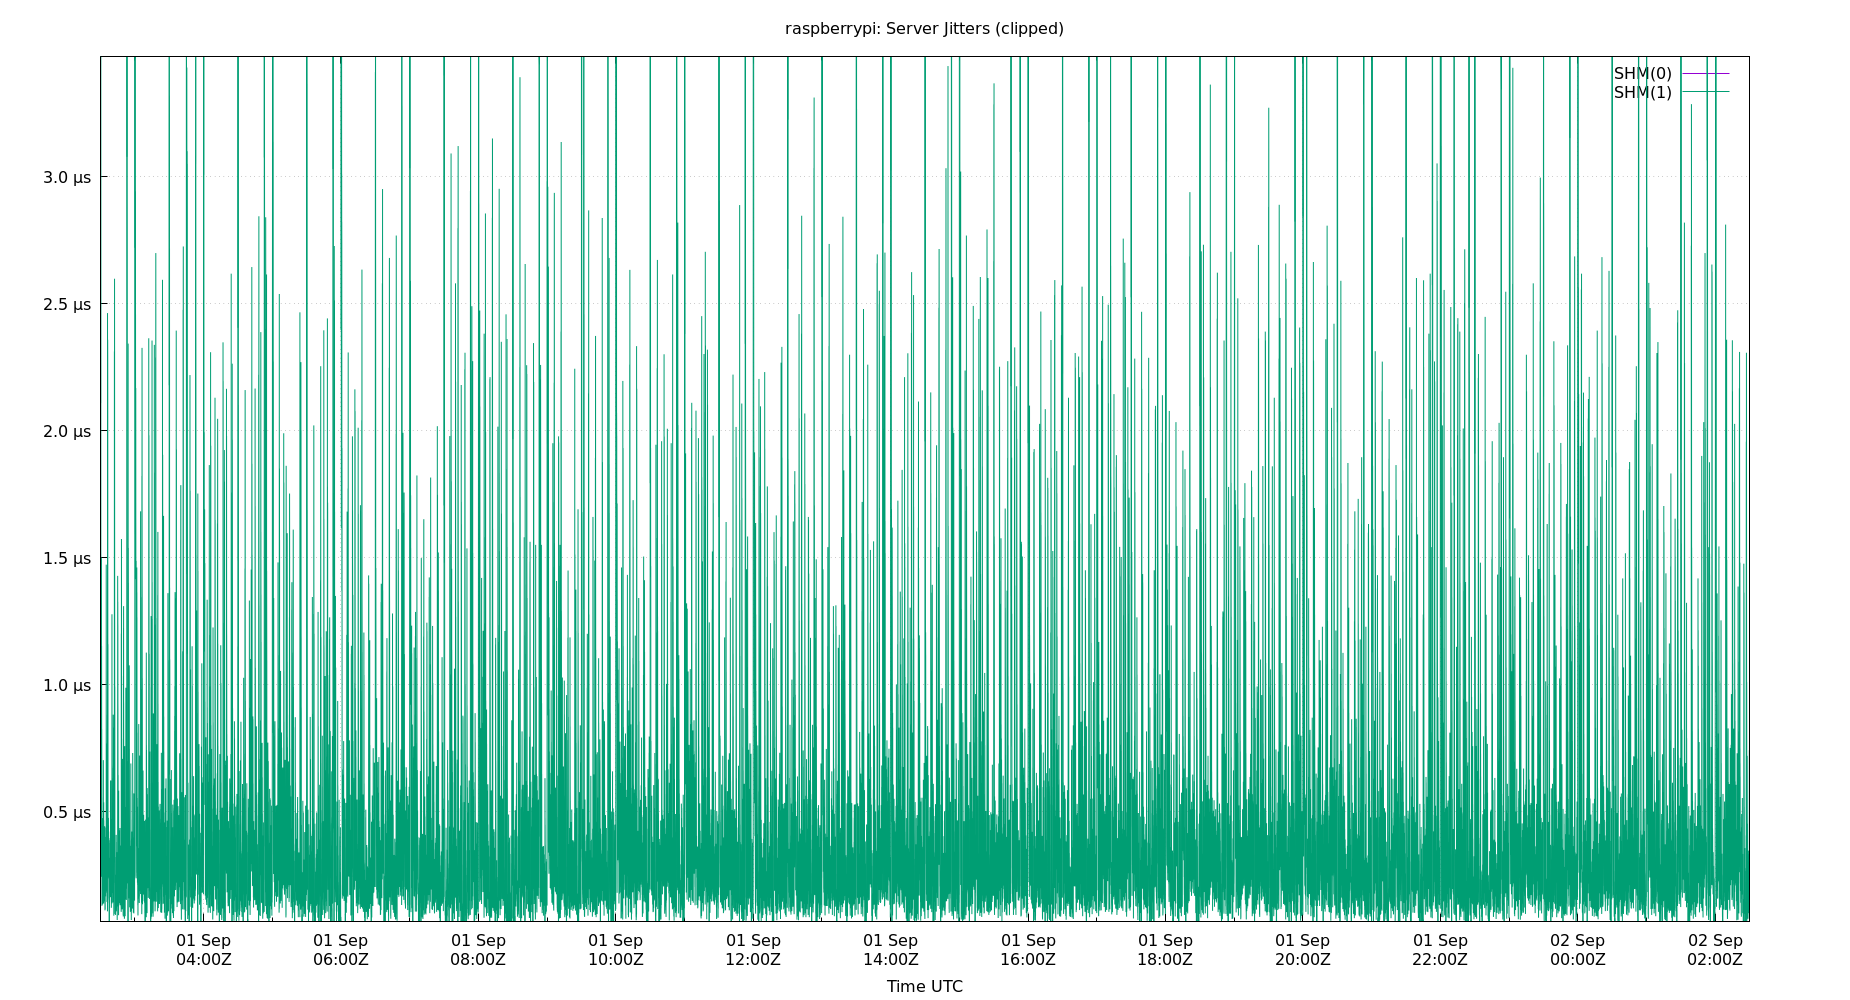 raspberrypi: Server Jitters (clipped)
SHM(0)
SHM(1)
3.0 µs
2.5 µs
2.0 µs
1.5 µs
1.0 µs
0.5 µs
01 Sep 01 Sep 01 Sep 01 Sep 01 Sep 01 Sep 01 Sep 01 Sep 01 Sep 01 Sep 02 Sep 02 Sep
04:00Z 06:00Z 08:00Z 10:00Z 12:00Z 14:00Z 16:00Z 18:00Z 20:00Z 22:00Z 00:00Z 02:00Z
Time UTC